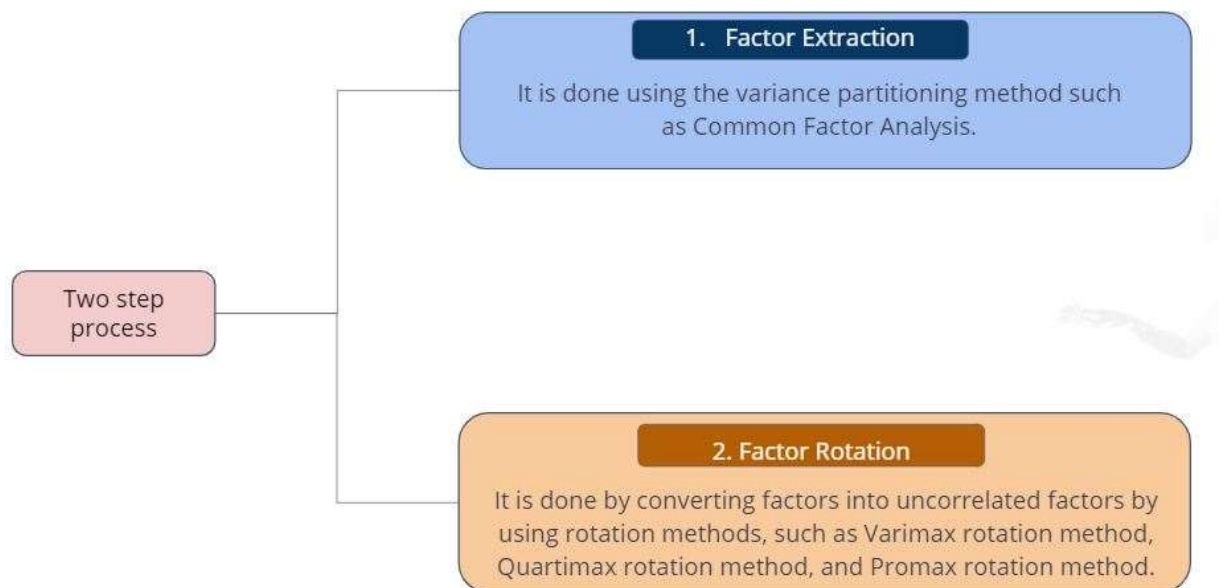 1. Factor Extraction
It is done using the variance partitioning method such
as Common Factor Analysis.
Two step
process
2. Factor Rotation
It is done by converting factors into uncorrelated factors by
using rotation methods, such as Varimax rotation method,
Quartimax rotation method, and Promax rotation method.